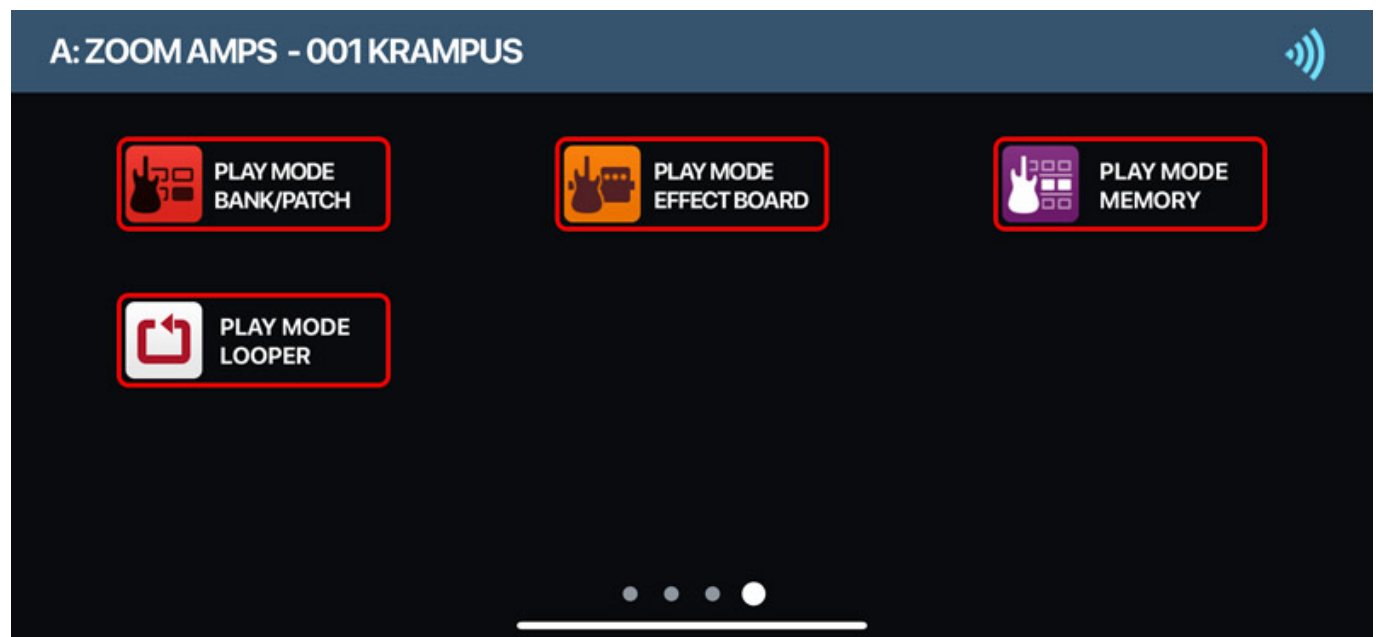 A: ZOOM AMPS - 001 KRAMPUS
PLAY MODE
BANK/PATCH
PLAY MODE
EFFECT BOARD
PLAY MODE
MEMORY
PLAY MODE
LOOPER